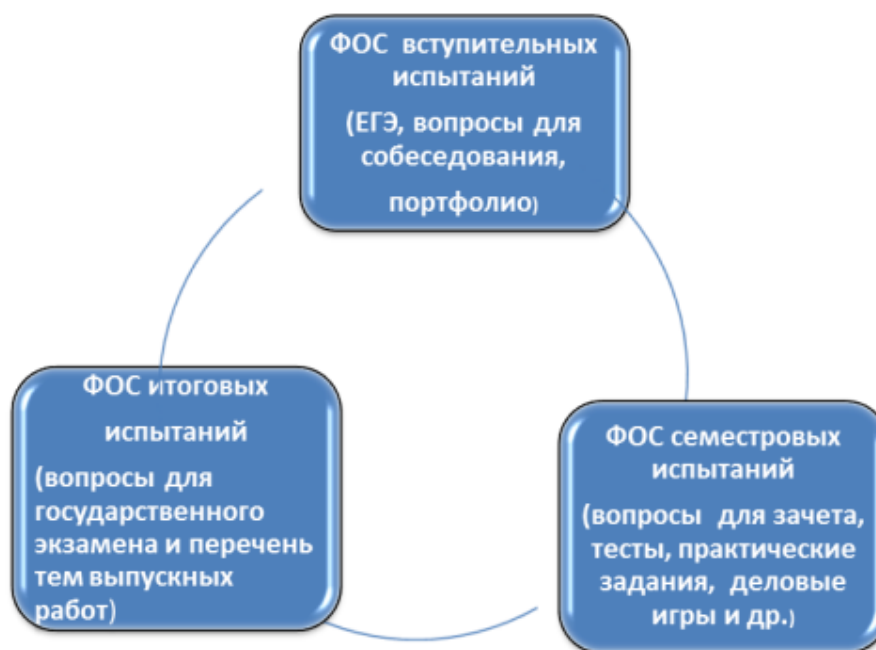 ФОС вступительных
испытаний
(ЕГЭ, вопросы для
собеседования,
портфолио)
ФОС итоговых
испытаний
(вопросы для
государственного
экзамена и перечень
тем выпускных
работ)
ФОС семестровых
испытаний
(вопросы для зачета,
тесты, практические
задания, деловые
игры и др.)